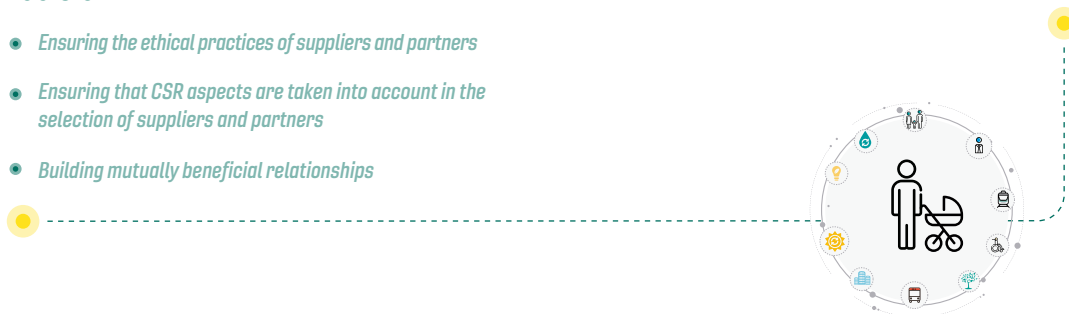 Ensuring the ethical practices of suppliers and partners
Ensuring that CSR aspects are taken into account in the
selection of suppliers and partners
Building mutually beneficial relationships